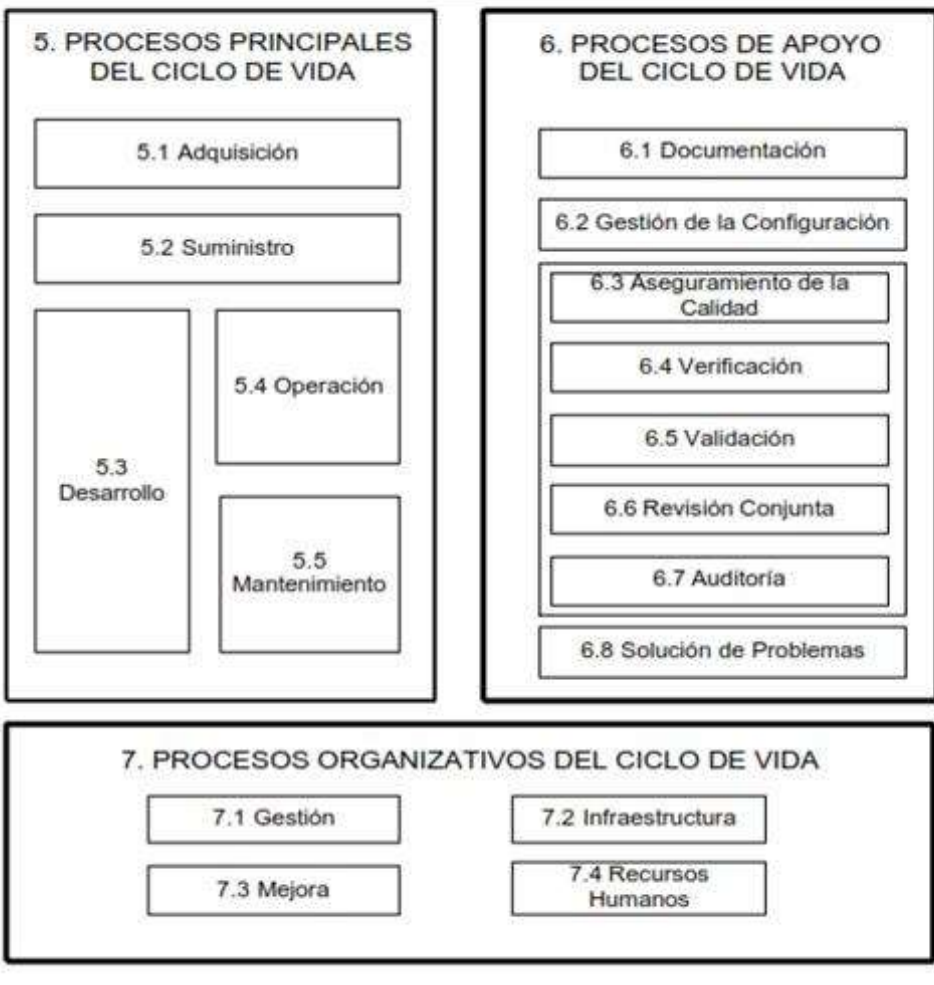 5. PROCESOS PRINCIPALES
DEL CICLO DE VIDA
5.1 Adquisición
5.2 Suministro
5.3
Desarrollo
5.4 Operación
5.5
Mantenimiento
6. PROCESOS DE APOYO
DEL CICLO DE VIDA
6.1 Documentación
6.2 Gestión de la Configuración
6.3 Aseguramiento de la
Calidad
6.4 Verificación
6.5 Validación
6.6 Revisión Conjunta
6.7 Auditoría
6.8 Solución de Problemas
7. PROCESOS ORGANIZATIVOS DEL CICLO DE VIDA
7.1 Gestión
7.2 Infraestructura
7.3 Mejora
7.4 Recursos
Humanos